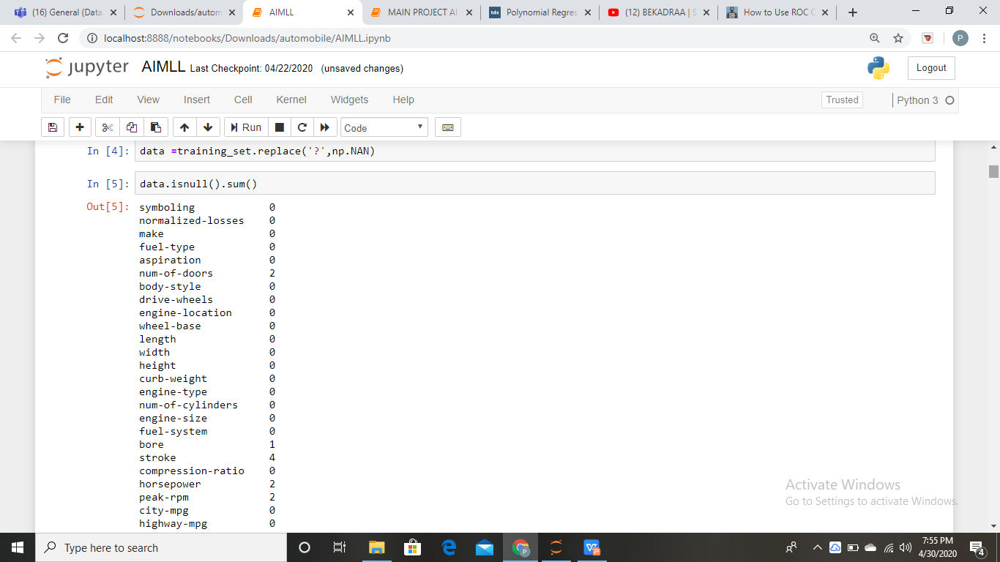 (16) General (Data
Downloads/autom
AIMLL
MAIN PROJECT AI
tds
Polynomial Regres
(12) BEKADRAA | S
How to Use ROC C
localhost:8888/notebooks/Downloads/automobile/AIMLL.ipynb
P
jupyter AIMLL Last Checkpoint: 04/22/2020 (unsaved changes)
Logout
File Edit View Insert Cell Kernel Widgets Help
Trusted Python 3
Run Code
In [4]: data =training_set.replace('?',np.NAN)
In [5]: data.isnull().sum()
Out[5]: symboling 0
normalized-losses 0
make 0
fuel-type 0
aspiration 0
num-of-doors 2
body-style 0
drive-wheels 0
engine-location 0
wheel-base 0
length 0
width 0
height 0
curb-weight 0
engine-type 0
num-of-cylinders 0
engine-size 0
fuel-system 0
bore 1
stroke 4
compression-ratio 0
horsepower 2
peak-rpm 2
city-mpg 0
highway-mpg 0
Activate Windows
Go to Settings to activate Windows.
Type here to search
7:55 PM
4/30/2020
4